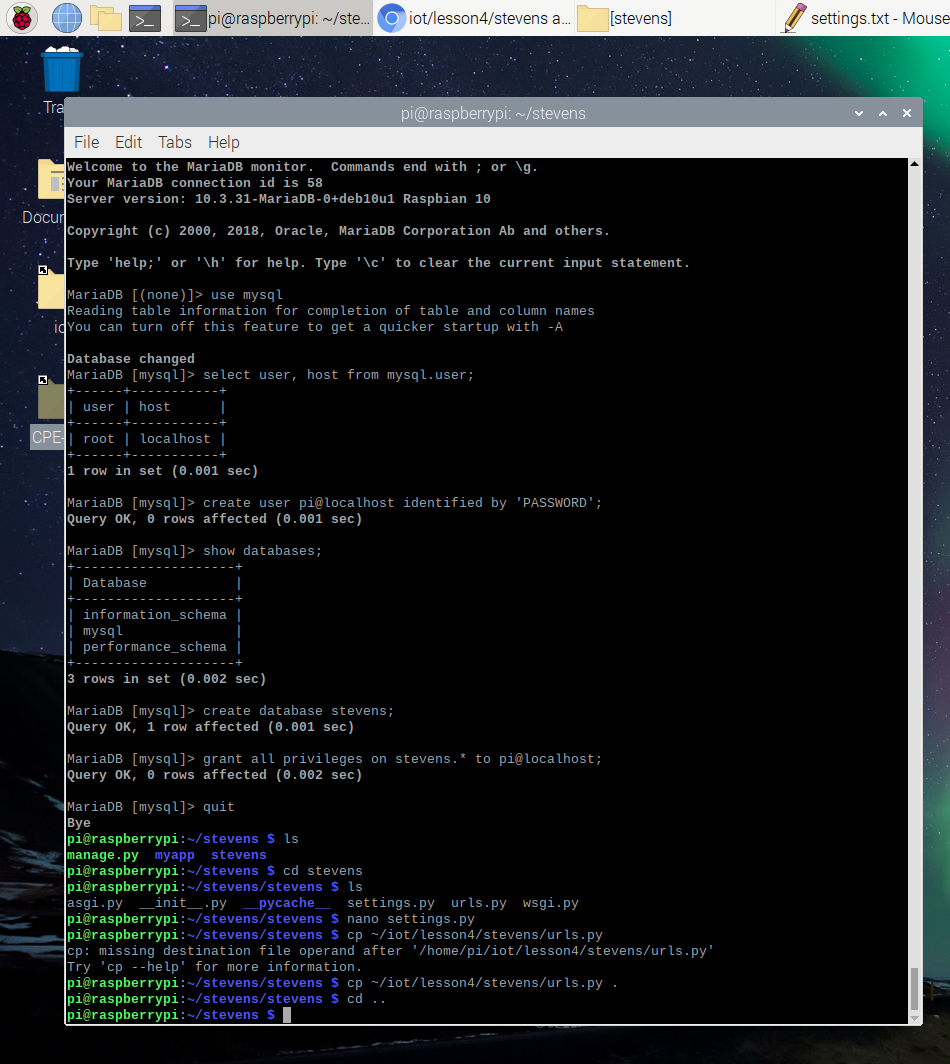 pi@raspberrypi: ~/ste...
iot/lesson4/stevens a...
[stevens]
settings.txt - Mouse
Tra
Docum
io
CPE-
pi@raspberrypi: ~/stevens
File Edit Tabs Help
Welcome to the MariaDB monitor.  Commands end with ; or \g.
Your MariaDB connection id is 58
Server version: 10.3.31-MariaDB-0+deb10u1 Raspbian 10
Copyright (c) 2000, 2018, Oracle, MariaDB Corporation Ab and others.
Type 'help;' or '\h' for help. Type '\c' to clear the current input statement.
MariaDB [(none)]> use mysql
Reading table information for completion of table and column names
You can turn off this feature to get a quicker startup with -A
Database changed
MariaDB [mysql]> select user, host from mysql.user;
+------+-----------+
| user | host      |
+------+-----------+
| root | localhost |
+------+-----------+
1 row in set (0.001 sec)
MariaDB [mysql]> create user pi@localhost identified by 'PASSWORD';
Query OK, 0 rows affected (0.001 sec)
MariaDB [mysql]> show databases;
+--------------------+
| Database           |
+--------------------+
| information_schema |
| mysql              |
| performance_schema |
+--------------------+
3 rows in set (0.002 sec)
MariaDB [mysql]> create database stevens;
Query OK, 1 row affected (0.001 sec)
MariaDB [mysql]> grant all privileges on stevens.* to pi@localhost;
Query OK, 0 rows affected (0.002 sec)
MariaDB [mysql]> quit
Bye
pi@raspberrypi:~/stevens $ ls
manage.py  myapp  stevens
pi@raspberrypi:~/stevens $ cd stevens
pi@raspberrypi:~/stevens/stevens $ ls
asgi.py  __init__.py  __pycache__  settings.py  urls.py  wsgi.py
pi@raspberrypi:~/stevens/stevens $ nano settings.py
pi@raspberrypi:~/stevens/stevens $ cp ~/iot/lesson4/stevens/urls.py
cp: missing destination file operand after '/home/pi/iot/lesson4/stevens/urls.py'
Try 'cp --help' for more information.
pi@raspberrypi:~/stevens/stevens $ cp ~/iot/lesson4/stevens/urls.py .
pi@raspberrypi:~/stevens/stevens $ cd ..
pi@raspberrypi:~/stevens $